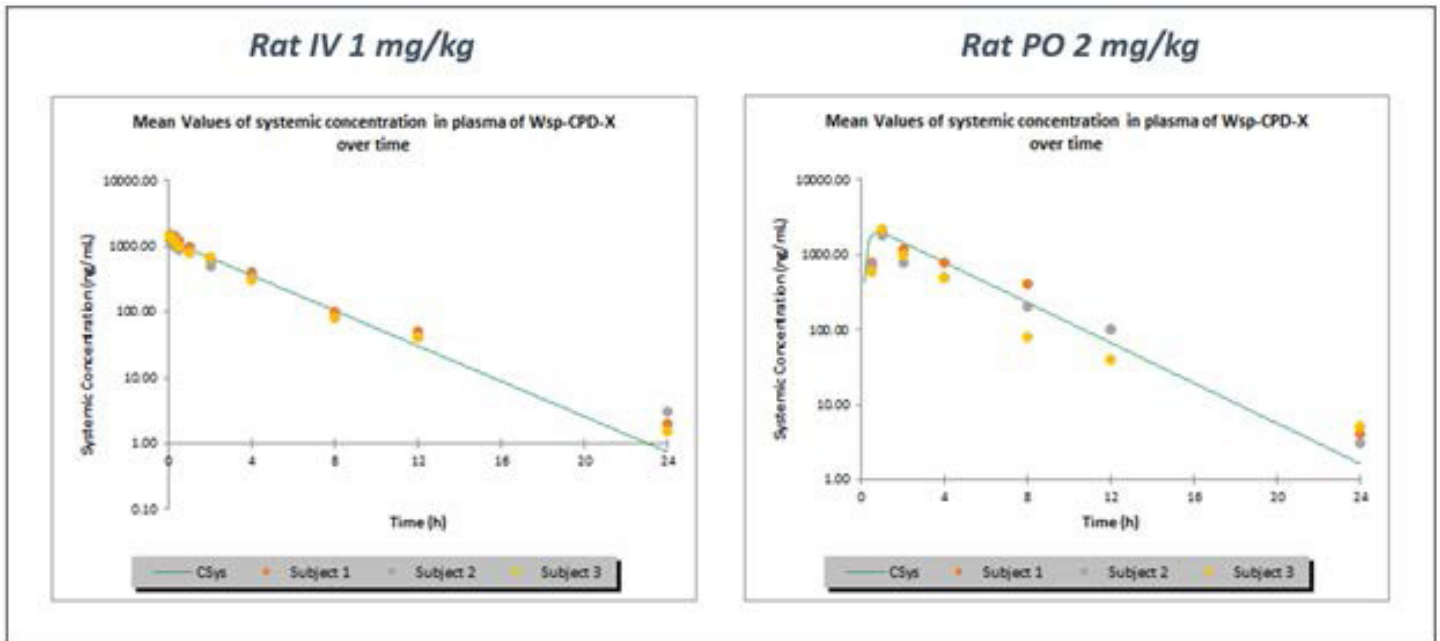 Rat IV 1 mg/kg
Mean Values of systemic concentration in plasma of Wsp-CPD-X
over time
10000.00
1000.00
100.00
10.00
1.00
0.10
Systemic Concentration (ng/mL)
0 4 8 12 16 20 24
Time (h)
CSys Subject 1 Subject 2 Subject 3
Rat PO 2 mg/kg
Mean Values of systemic concentration in plasma of Wsp-CPD-X
over time
10000.00
1000.00
100.00
10.00
1.00
Systemic Concentration (ng/mL)
0 4 8 12 16 20 24
Time (h)
CSys Subject 1 Subject 2 Subject 3